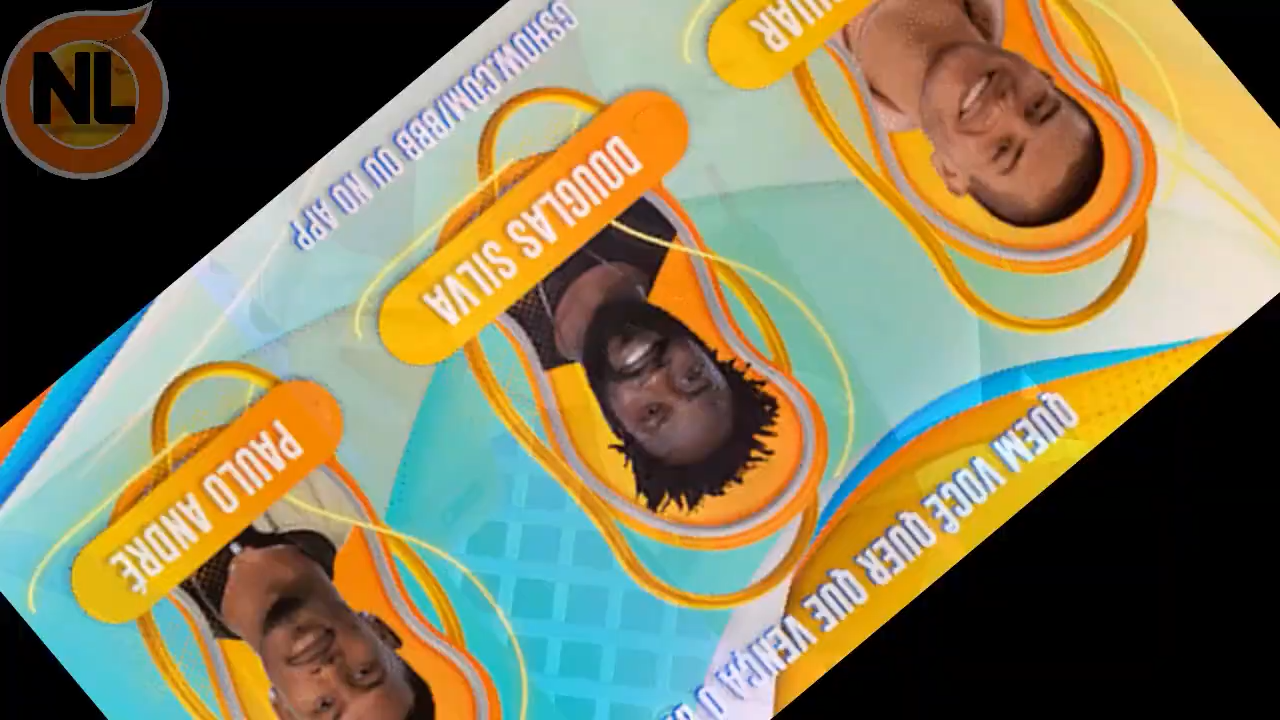 NL
QUEM VOCÊ QUER QUE VENÇA O
PAULO ANDRÉ
DOUGLAS SILVA
GSHOW.COM/BBB OU NO APP